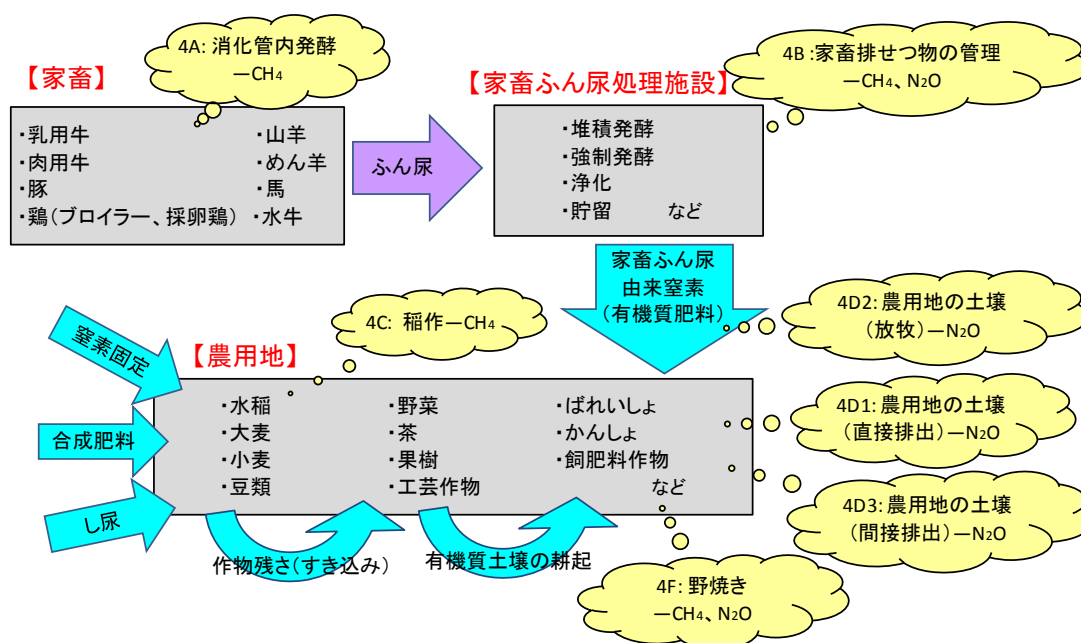 4A: 消化管内発酵
―CH4
4B :家畜排せつ物の管理
―CH4、N2O
【家畜】
・乳用牛
・肉用牛
・豚
・鶏(ブロイラー、採卵鶏)
・山羊
・めん羊
・馬
・水牛
ふん尿
【家畜ふん尿処理施設】
・堆積発酵
・強制発酵
・浄化
・貯留 など
家畜ふん尿
由来窒素
(有機質肥料)
4D2: 農用地の土壌
(放牧)―N2O
4C: 稲作―CH4
窒素固定
【農用地】
合成肥料
し尿
・水稲
・大麦
・小麦
・豆類
・野菜
・茶
・果樹
・工芸作物
・ばれいしょ
・かんしょ
・飼肥料作物
など
4D1: 農用地の土壌
(直接排出)―N2O
4D3: 農用地の土壌
(間接排出)―N2O
作物残さ(すき込み)
有機質土壌の耕起
4F: 野焼き
―CH4、N2O